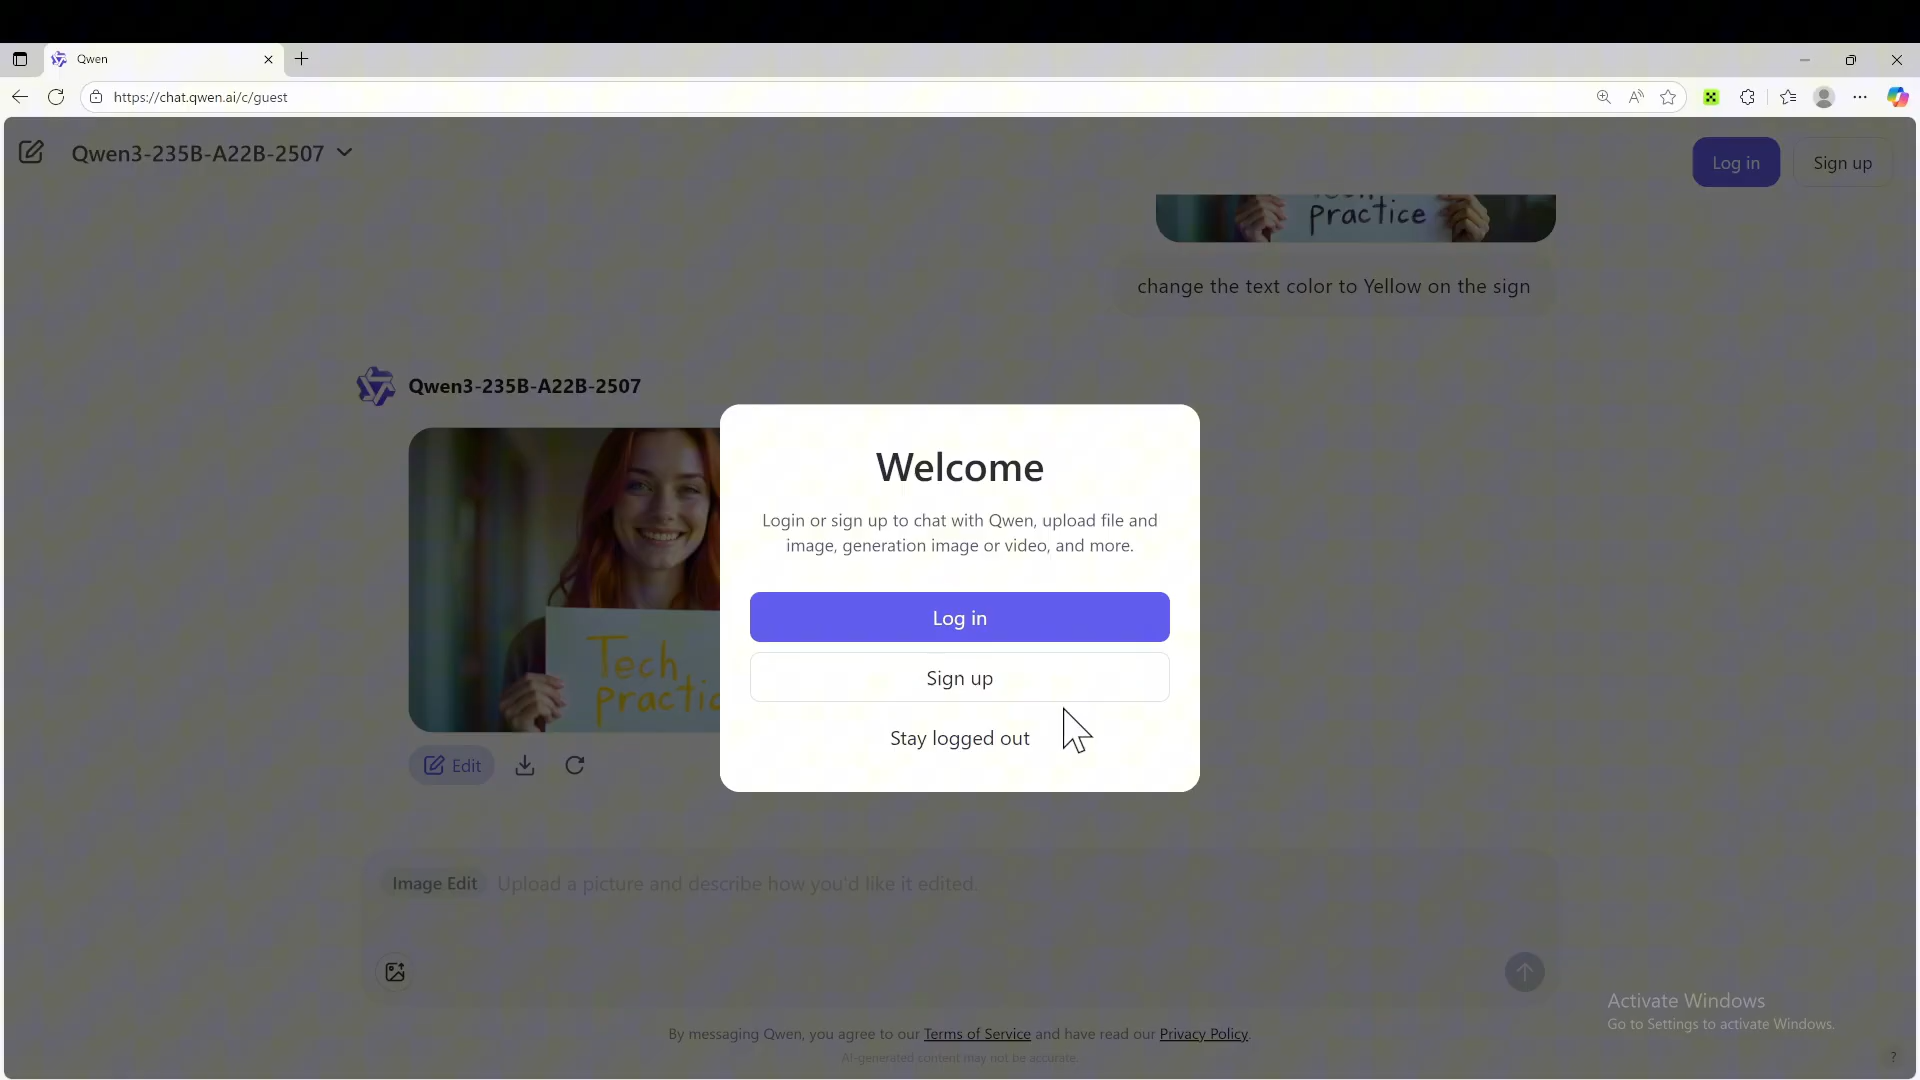 Qwen
https://chat.qwen.ai/c/guest
Qwen3-235B-A22B-2507
Log in
Sign up
practice
change the text color to Yellow on the sign
Qwen3-235B-A22B-2507
Welcome
Login or sign up to chat with Qwen, upload file and
image, generation image or video, and more.
Log in
Sign up
Stay logged out
Tech
practic
Edit
Image Edit Upload a picture and describe how you'd like it edited.
Activate Windows
Go to Settings to activate Windows.
By messaging Qwen, you agree to our Terms of Service and have read our Privacy Policy.
AI-generated content may not be accurate.
?